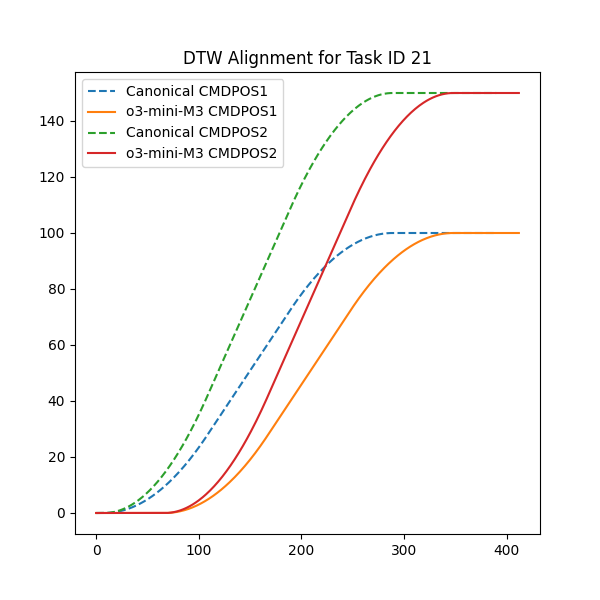 DTW Alignment for Task ID 21
Canonical CMDPOS1
o3-mini-M3 CMDPOS1
Canonical CMDPOS2
o3-mini-M3 CMDPOS2
140
120
100
80
60
40
20
0
0 100 200 300 400